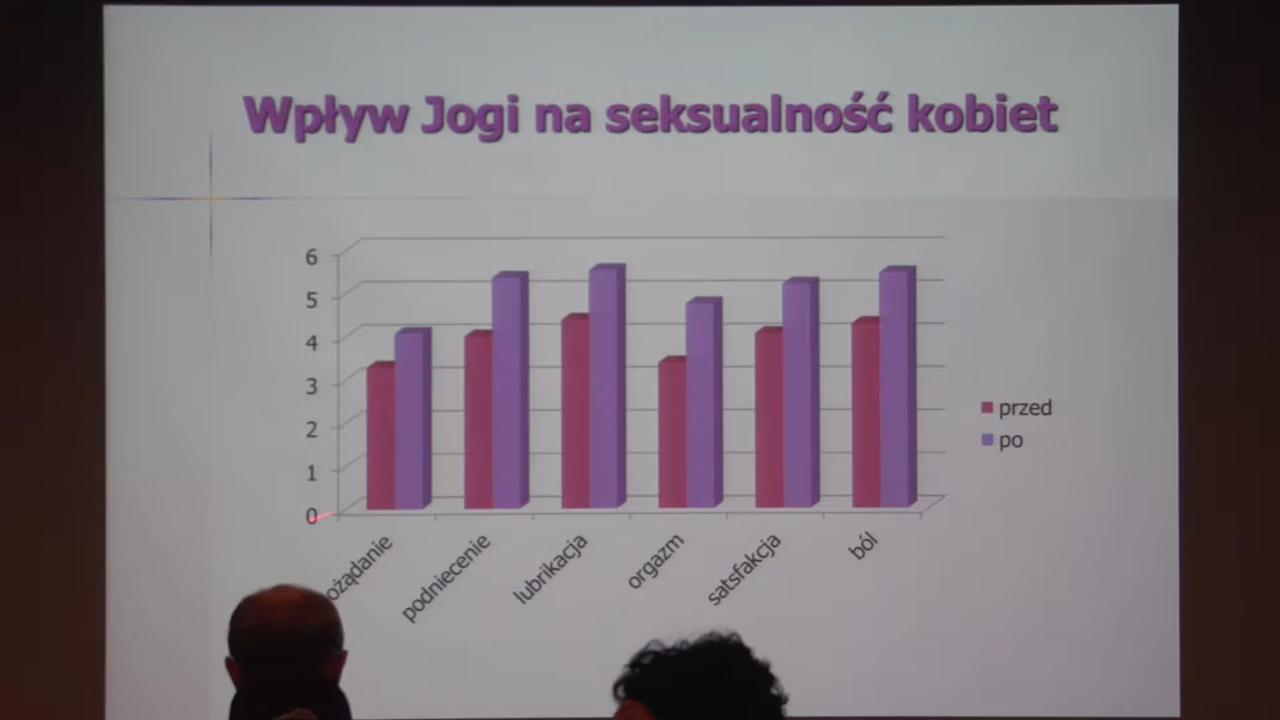 Wpływ Jogi na seksualność kobiet
6
5
4
3
2
1
0
ożądanie
podniecenie
lubrikacja
orgazm
satsfakcja
ból
przed
po